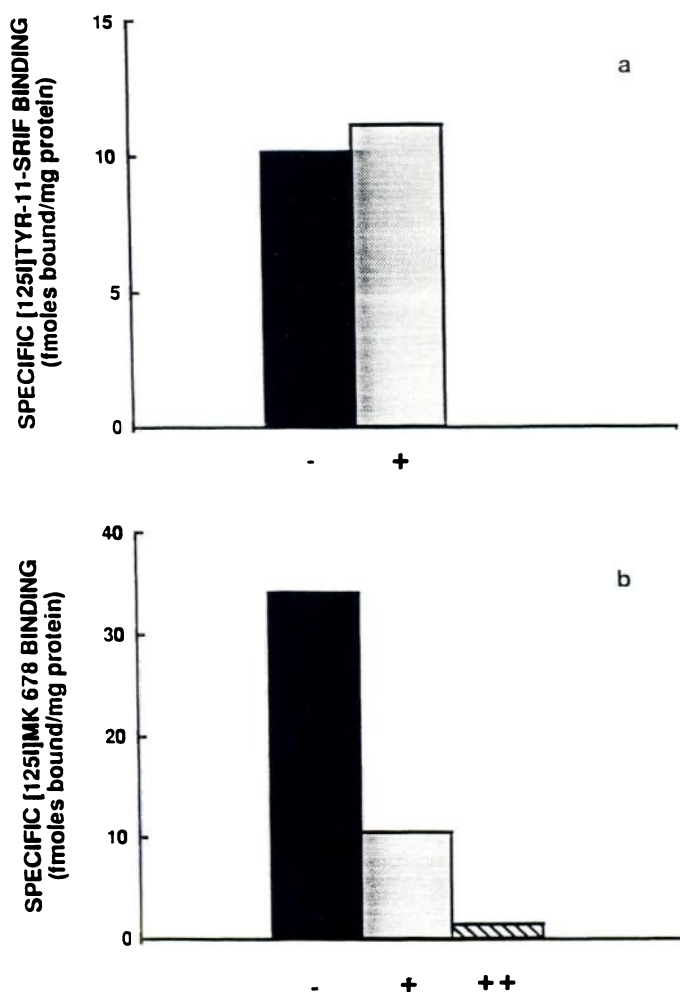 SPECIFIC [125I]TYR-11-SRIF BINDING
(fmoles bound/mg protein)
15
10
5
0
a
- +
SPECIFIC [125I]MK 678 BINDING
(fmoles bound/mg protein)
40
30
20
10
0
b
- + ++